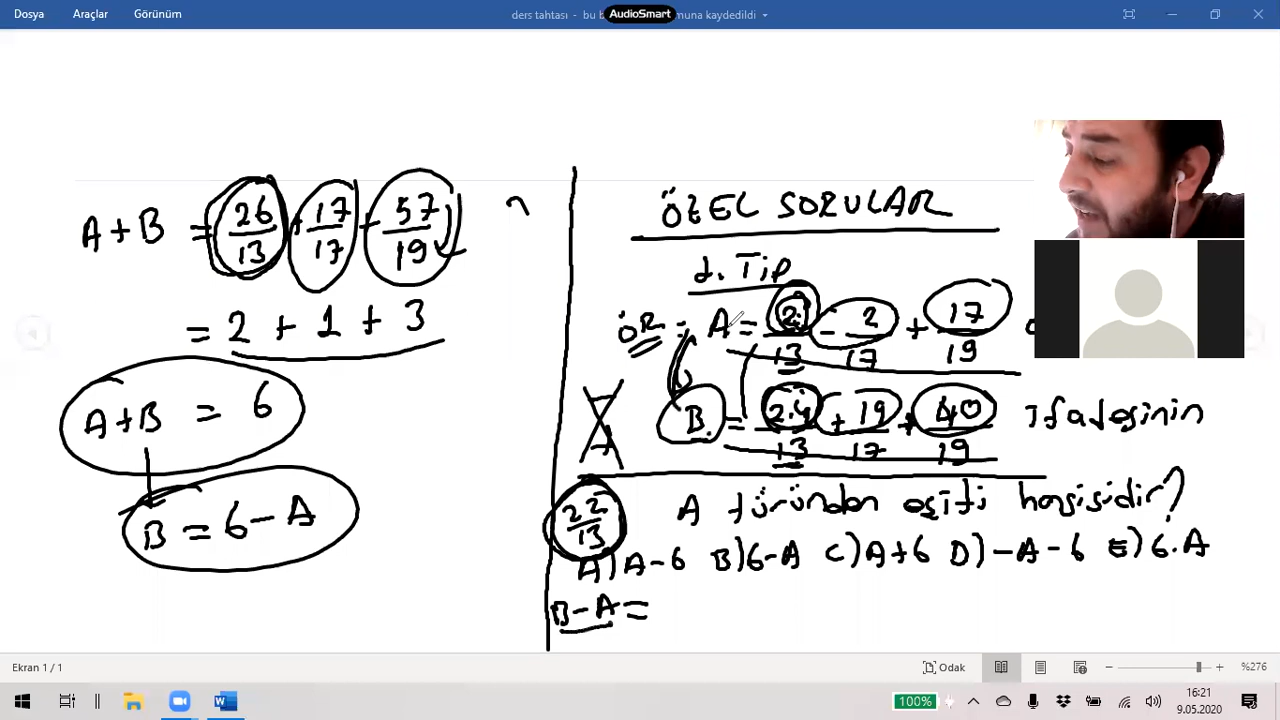 Dosya Araçlar Görünüm
ders tahtası - bu b
AudioSmart
muna kaydedildi
A+B = 26/13 + 17/17 + 57/19
= 2 + 1 + 3
A+B = 6
B = 6 - A
ÖZEL SORULAR
1. Tip
ÖR = A = 2/13 - 2/17 + 17/19
B = 24/13 + 19/17 + 40/19 ifadesinin
22/13
A türünden eşiti hangisidir?
A) A-6 B) 6-A C) A+6 D) -A-6 E) 6.A
B-A =
Ekran 1 / 1
Odak
%276
100%
16:21
9.05.2020